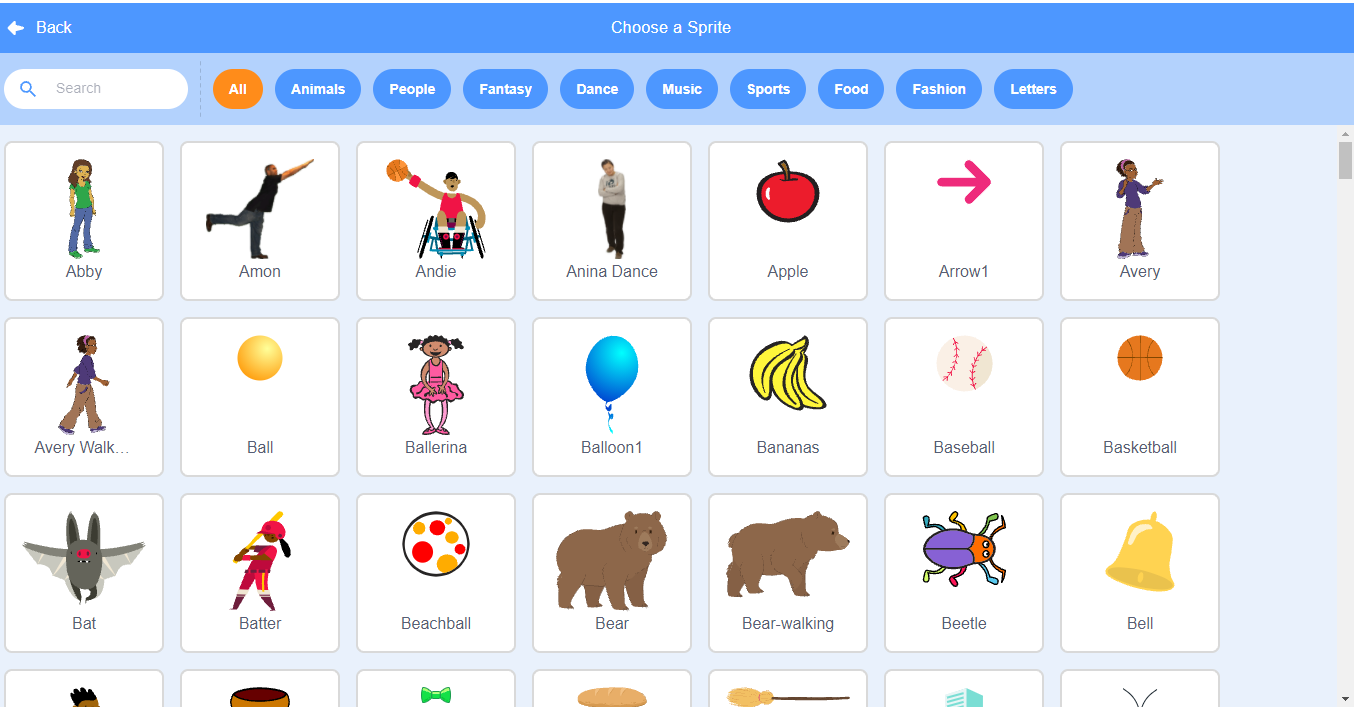 Back
Choose a Sprite
Search
All Animals People Fantasy Dance Music Sports Food Fashion Letters
Abby Amon Andie Anina Dance Apple Arrow1 Avery
Avery Walk... Ball Ballerina Balloon1 Bananas Baseball Basketball
Bat Batter Beachball Bear Bear-walking Beetle Bell